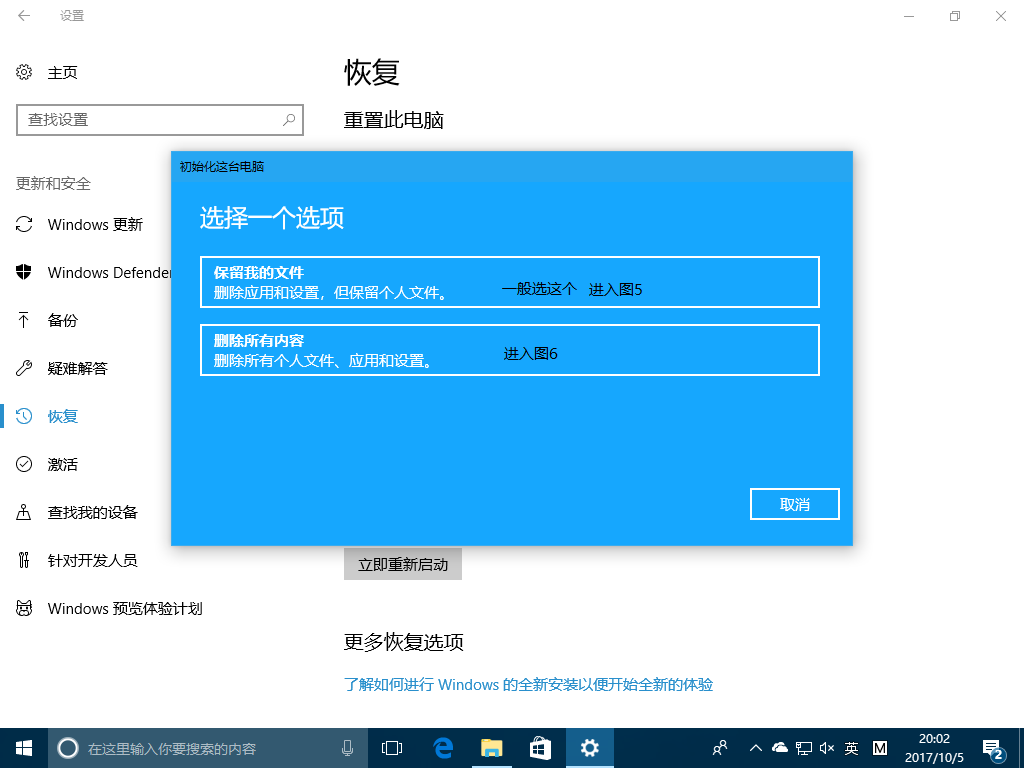 设置
主页
恢复
查找设置
重置此电脑
初始化这台电脑
更新和安全
选择一个选项
Windows 更新
保留我的文件
删除应用和设置，但保留个人文件。
一般选这个 进入图5
Windows Defender
备份
删除所有内容
删除所有个人文件、应用和设置。
进入图6
疑难解答
恢复
激活
取消
查找我的设备
针对开发人员
立即重新启动
Windows 预览体验计划
更多恢复选项
了解如何进行 Windows 的全新安装以便开始全新的体验
在这里输入你要搜索的内容
英
M
20:02
2017/10/5
2